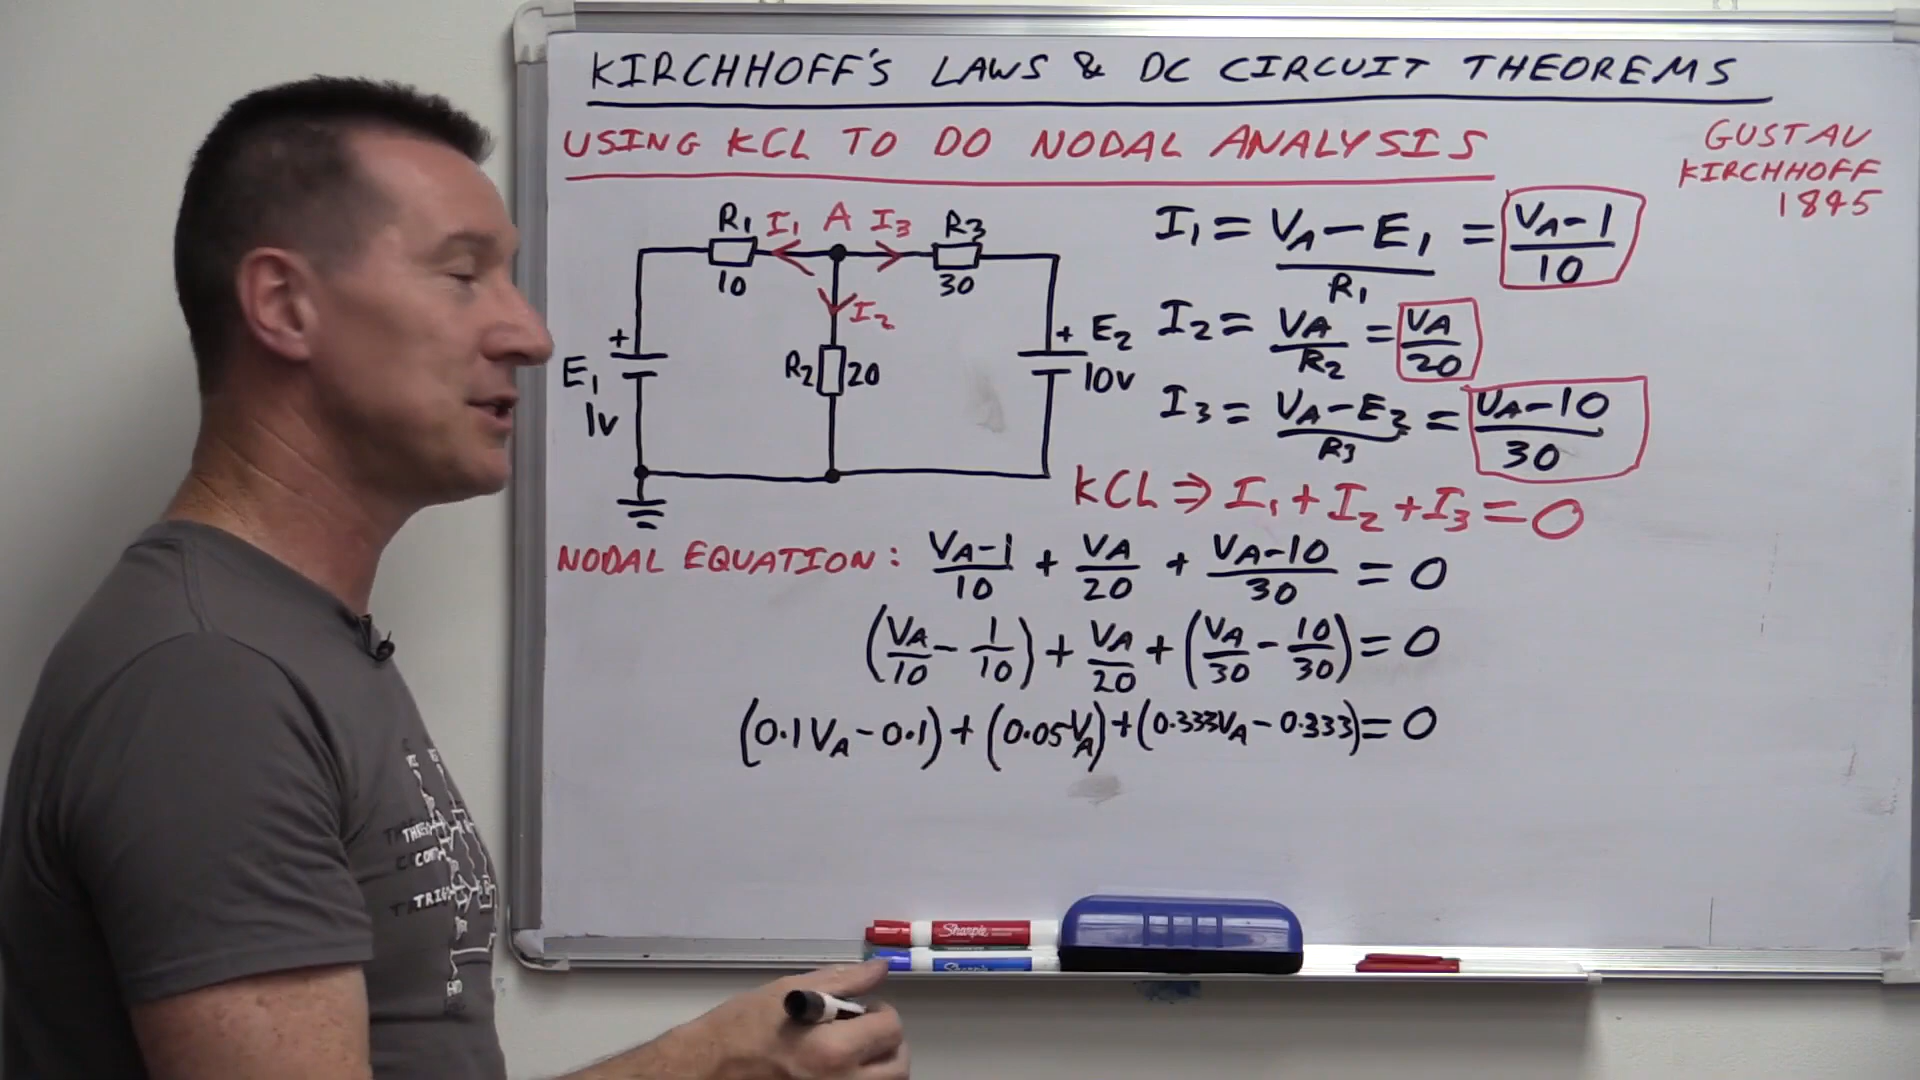 KIRCHHOFF'S LAWS & DC CIRCUIT THEOREMS
USING KCL TO DO NODAL ANALYSIS
GUSTAV
KIRCHHOFF
1845
R1 I1 A I3 R3
10
30
I2
R2 20
+
E1
1v
+ E2
10v
I1 = VA-E1/R1 = VA-1/10
I2 = VA/R2 = VA/20
I3 = VA-E2/R3 = VA-10/30
KCL ⇒ I1 + I2 + I3 = 0
NODAL EQUATION: VA-1/10 + VA/20 + VA-10/30 = 0
(VA/10 - 1/10) + VA/20 + (VA/30 - 10/30) = 0
(0.1VA - 0.1) + (0.05VA) + (0.333VA - 0.333) = 0
Sharpie
Sharpie